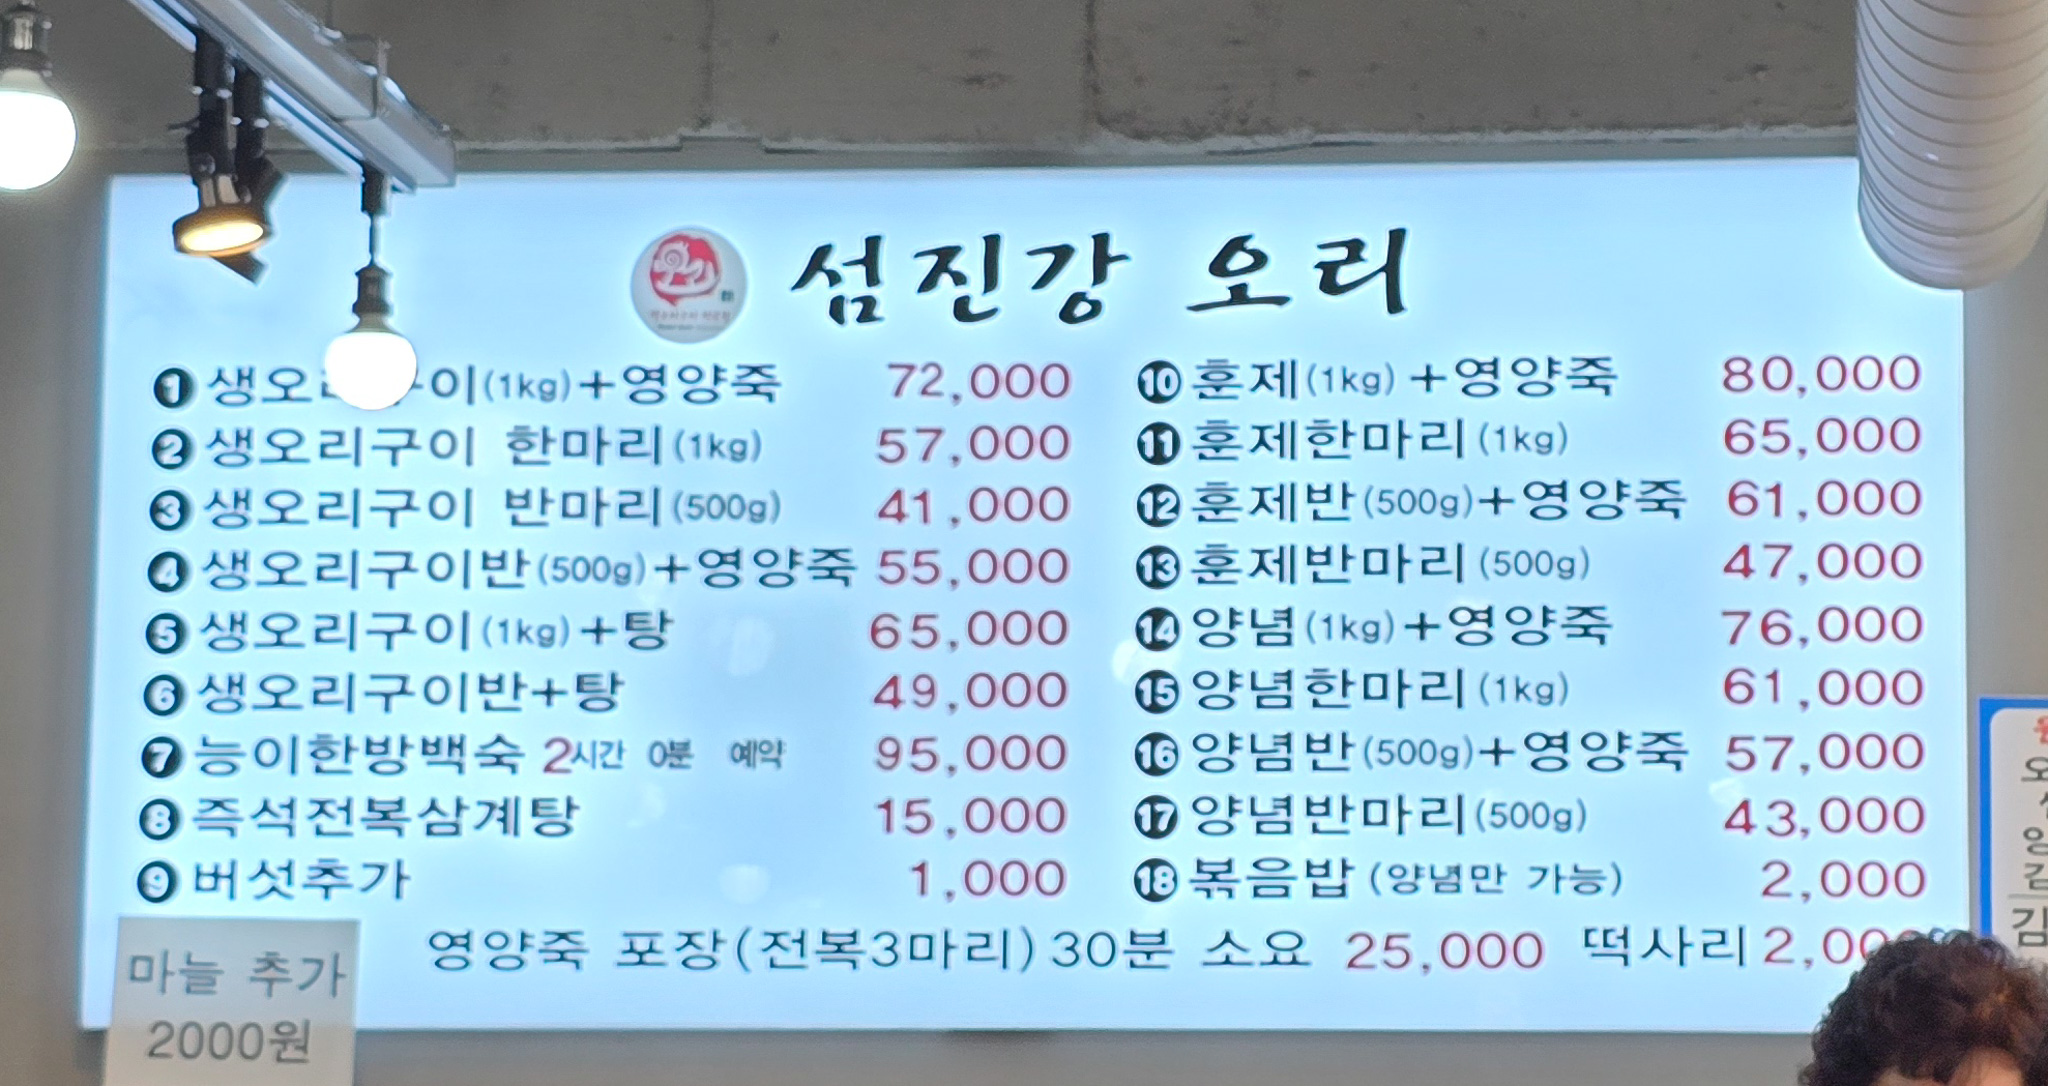 섬진강 오리
❶ 생오리구이(1kg)+영양죽 72,000
❷ 생오리구이 한마리(1kg) 57,000
❸ 생오리구이 반마리(500g) 41,000
❹ 생오리구이반(500g)+영양죽 55,000
❺ 생오리구이(1kg)+탕 65,000
❻ 생오리구이반+탕 49,000
❼ 능이한방백숙 2시간 0분 예약 95,000
❽ 즉석전복삼계탕 15,000
❾ 버섯추가 1,000
❿ 훈제(1kg)+영양죽 80,000
⓫ 훈제한마리(1kg) 65,000
⓬ 훈제반(500g)+영양죽 61,000
⓭ 훈제반마리(500g) 47,000
⓮ 양념(1kg)+영양죽 76,000
⓯ 양념한마리(1kg) 61,000
⓰ 양념반(500g)+영양죽 57,000
⓱ 양념반마리(500g) 43,000
⓲ 볶음밥(양념만 가능) 2,000
영양죽 포장(전복3마리)30분 소요 25,000 떡사리
마늘 추가
2000원